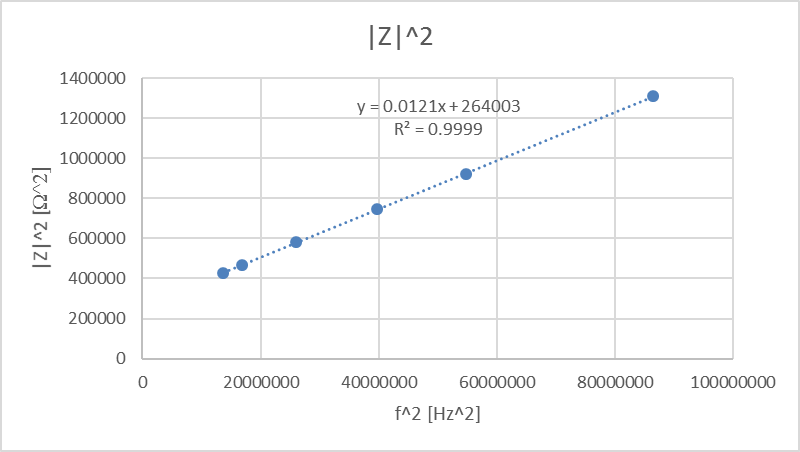 |Z|^2
y = 0.0121x + 264003
R² = 0.9999
|Z|^2 [Ω^2]
1400000
1200000
1000000
800000
600000
400000
200000
0
0 20000000 40000000 60000000 80000000 100000000
f^2 [Hz^2]